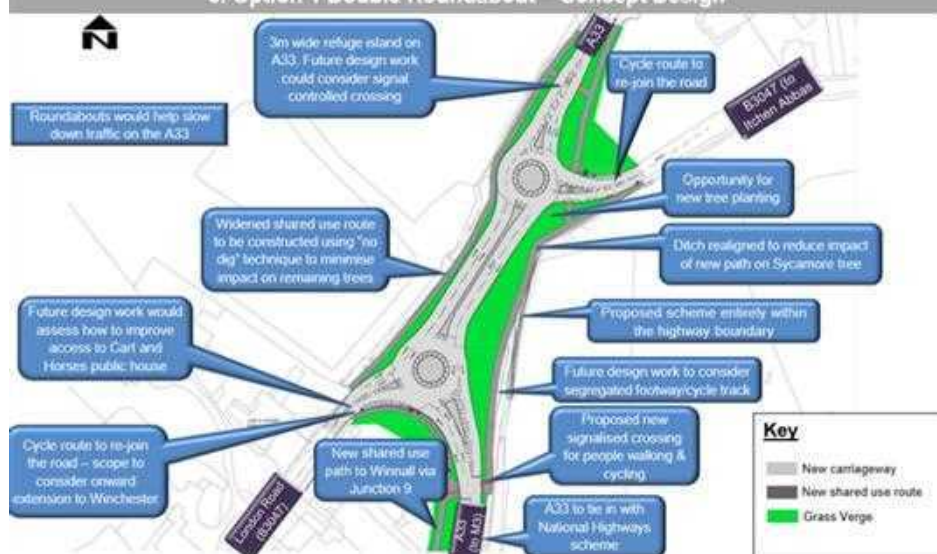 Option 1 Double Roundabout - Concept Design
N
3m wide refuge island on
A33. Future design work
could consider signal
controlled crossing
A33
Cycle route to
re-join the road
B3047 (to
Itchen Abbas
Roundabouts would help slow
down traffic on the A33
Opportunity for
new tree planting
Widened shared use route
to be constructed using "no
dig" technique to minimise
impact on remaining trees
Ditch realigned to reduce impact
of new path on Sycamore tree
Future design work would
assess how to improve
access to Cart and
Horses public house
Proposed scheme entirely within
the highway boundary
Future design work to consider
segregated footway/cycle track
Cycle route to re-join
the road – scope to
consider onward
extension to Winchester
New shared use
path to Winnall via
Junction 9
Proposed new
signalised crossing
for people walking &
cycling
London Road
(B3047)
A33
(to M3)
A33 to tie in with
National Highways
scheme
Key
New carriageway
New shared use route
Grass Verge